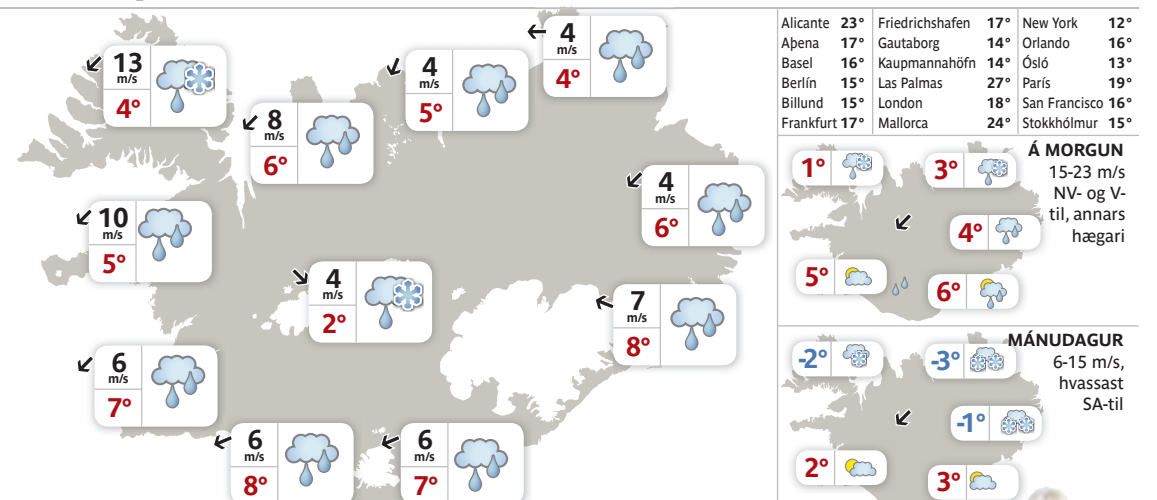 4
m/s
4°
13
m/s
4°
4
m/s
5°
8
m/s
6°
4
m/s
6°
10
m/s
5°
4
m/s
2°
7
m/s
8°
6
m/s
7°
6
m/s
8°
6
m/s
7°
Alicante 23° Friedrichshafen 17° New York 12°
Aþena 17° Gautaborg 14° Orlando 16°
Basel 16° Kaupmannahöfn 14° Ósló 13°
Berlín 15° Las Palmas 27° París 19°
Billund 15° London 18° San Francisco 16°
Frankfurt 17° Mallorca 24° Stokkhólmur 15°
Á MORGUN
15-23 m/s
NV- og V-
til, annars
hægari
1°
3°
4°
5°
6°
MÁNUDAGUR
6-15 m/s,
hvassast
SA-til
-2°
-3°
-1°
2°
3°